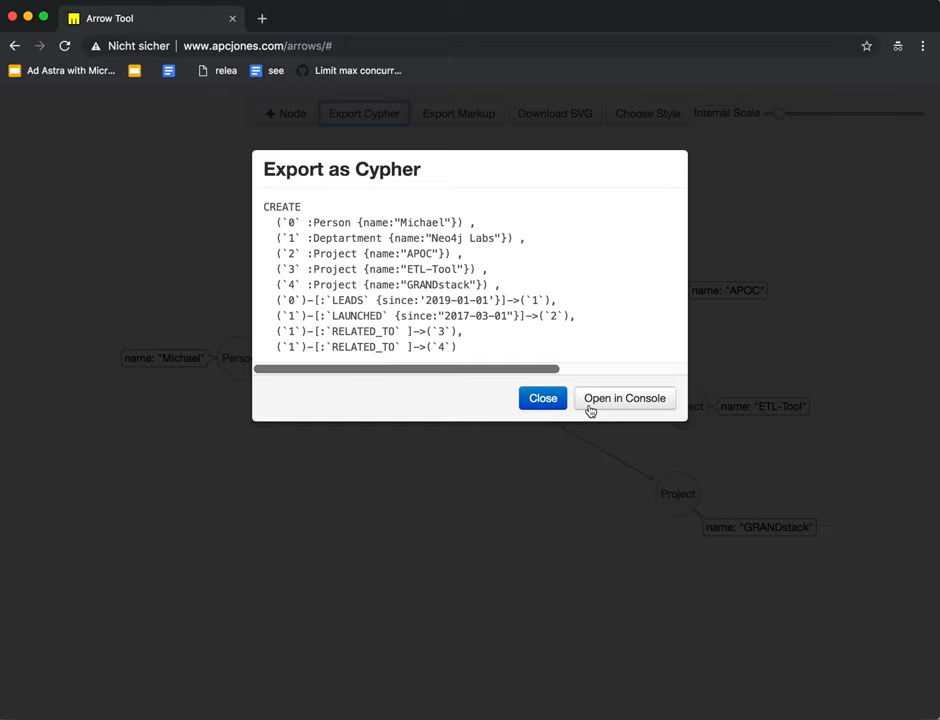 Arrow Tool
Nicht sicher | www.apcjones.com/arrows/#
Ad Astra with Micr... relea see Limit max concurr...
Node Export Cypher Export Markup Download SVG Choose Style Internal Scale
Export as Cypher
CREATE
(`0` :Person {name:"Michael"}) ,
(`1` :Deptartment {name:"Neo4j Labs"}) ,
(`2` :Project {name:"APOC"}) ,
(`3` :Project {name:"ETL-Tool"}) ,
(`4` :Project {name:"GRANDstack"}) ,
(`0`)-[:`LEADS` {since:'2019-01-01'}]->(`1`),
(`1`)-[:`LAUNCHED` {since:"2017-03-01"}]->(`2`),
(`1`)-[:`RELATED_TO` ]->(`3`),
(`1`)-[:`RELATED_TO` ]->(`4`)
Close Open in Console
name: "APOC"
name: "Michael" Perso
ect name: "ETL-Tool"
Project
name: "GRANDstack"